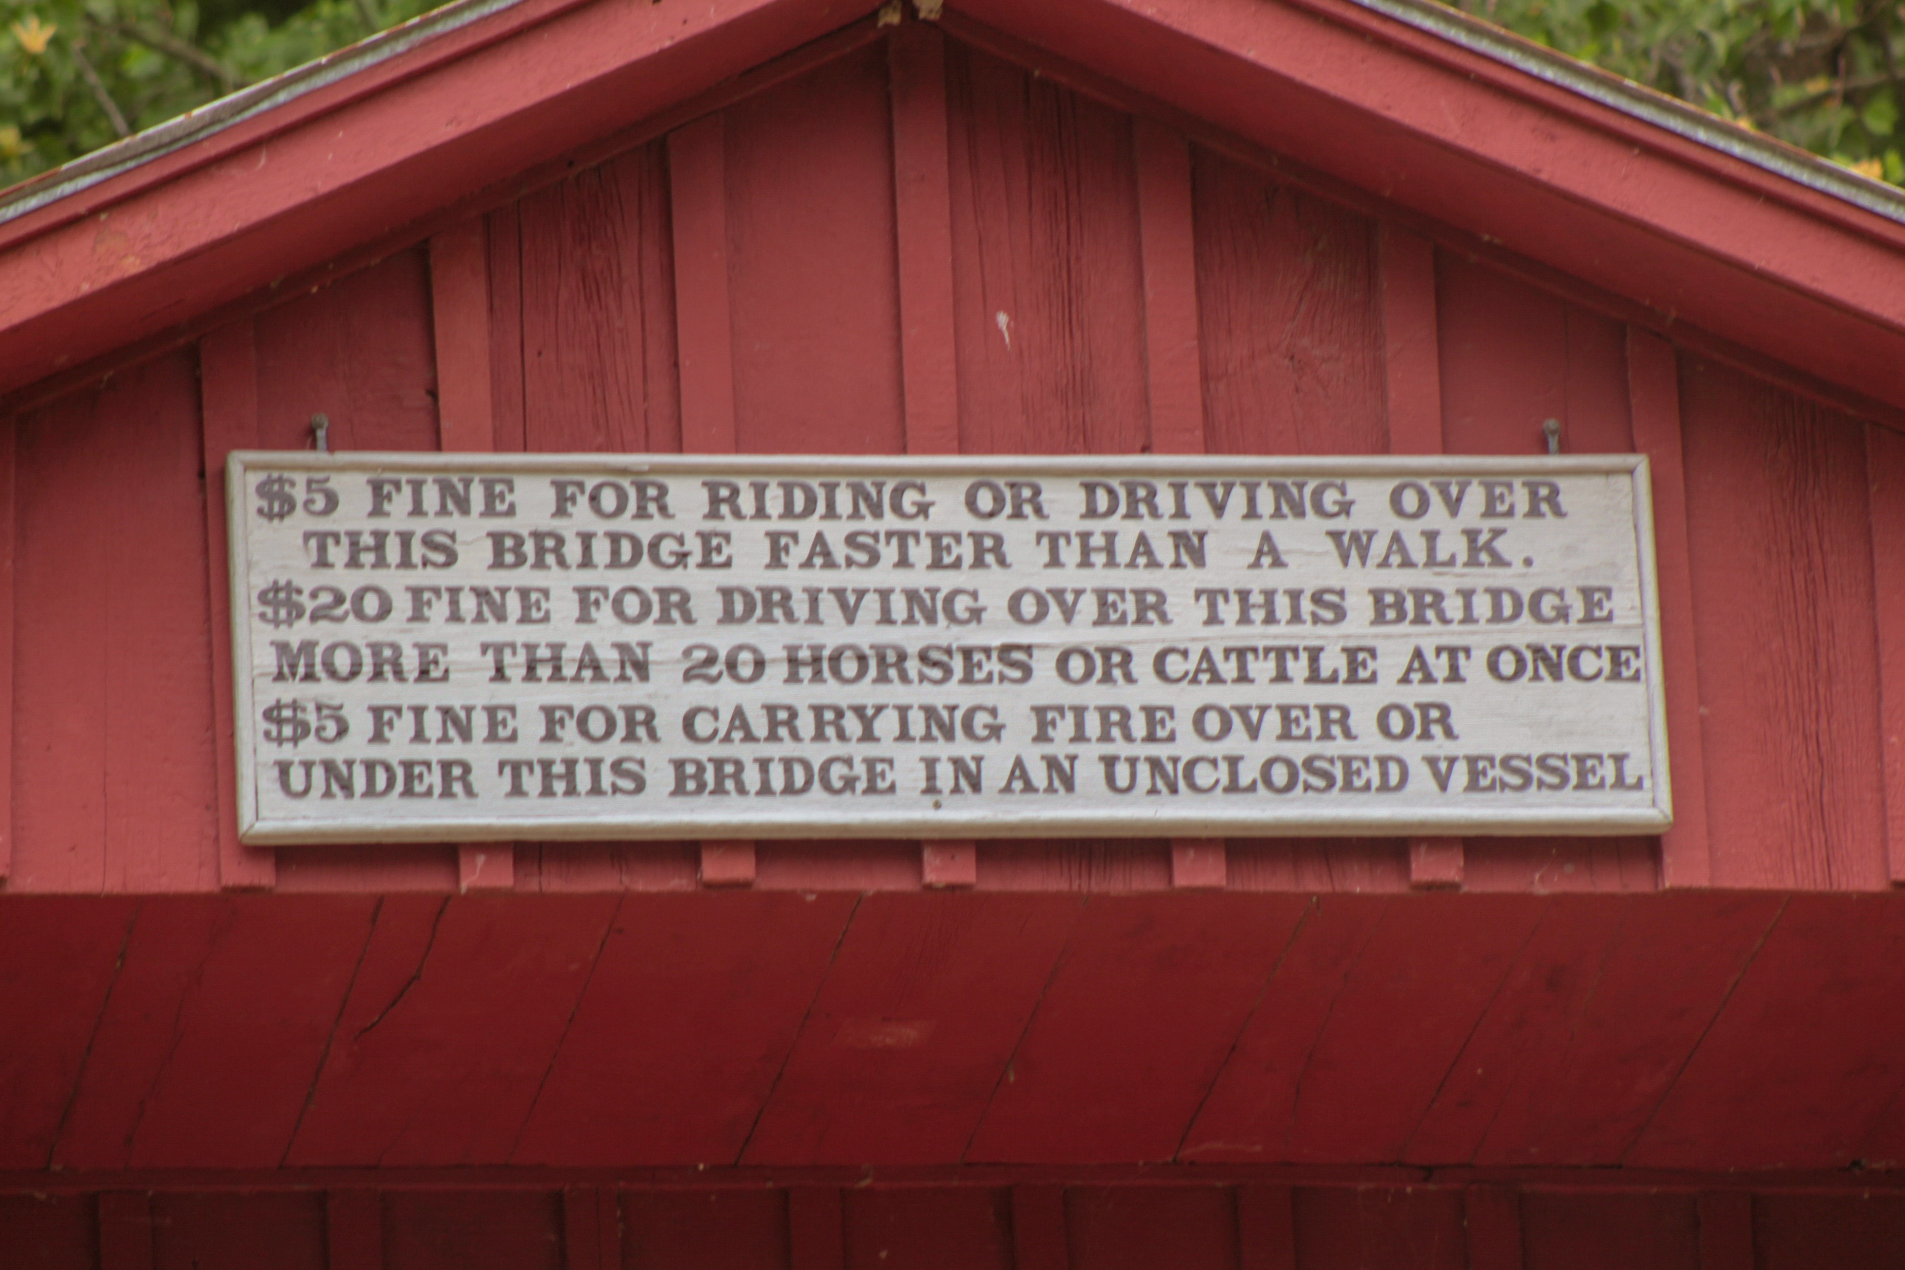 $5 FINE FOR RIDING OR DRIVING OVER
THIS BRIDGE FASTER THAN A WALK.
$20 FINE FOR DRIVING OVER THIS BRIDGE
MORE THAN 20 HORSES OR CATTLE AT ONCE
$5 FINE FOR CARRYING FIRE OVER OR
UNDER THIS BRIDGE IN AN UNCLOSED VESSEL